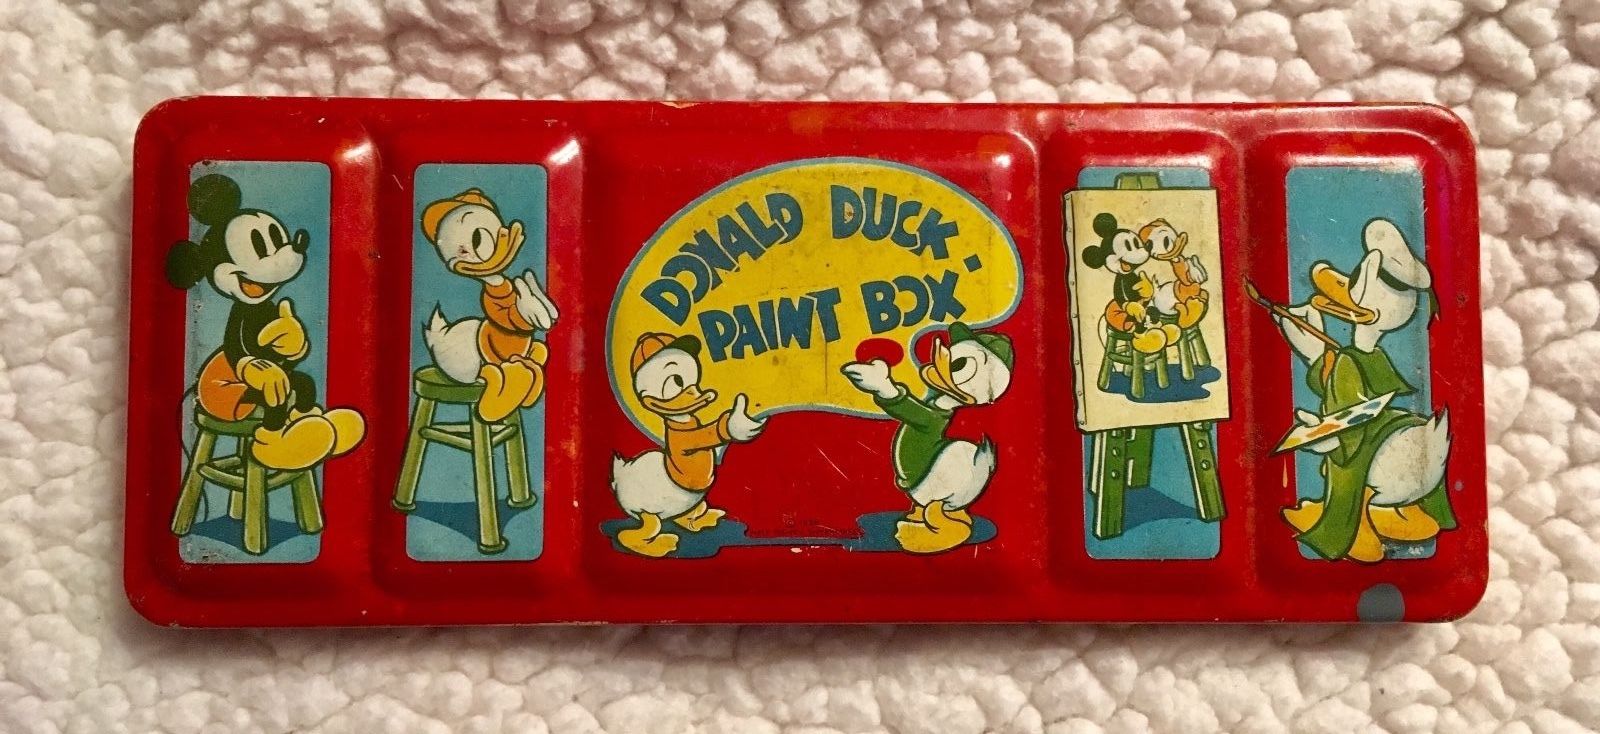 DONALD DUCK
PAINT BOX